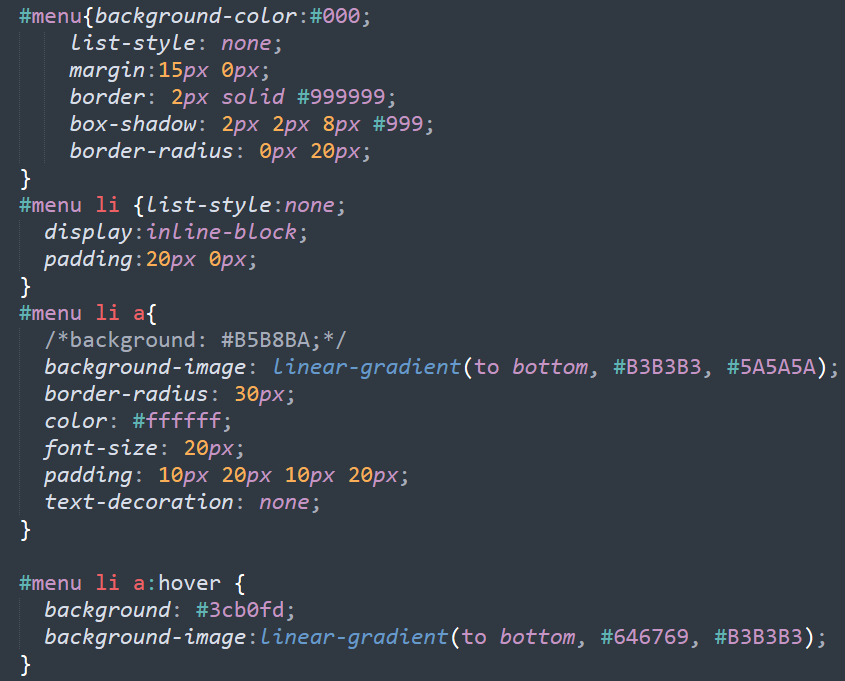 #menu{background-color:#000;
list-style: none;
margin:15px 0px;
border: 2px solid #999999;
box-shadow: 2px 2px 8px #999;
border-radius: 0px 20px;
}
#menu li {list-style:none;
display:inline-block;
padding:20px 0px;
}
#menu li a{
/*background: #B5B8BA;*/
background-image: linear-gradient(to bottom, #B3B3B3, #5A5A5A);
border-radius: 30px;
color: #ffffff;
font-size: 20px;
padding: 10px 20px 10px 20px;
text-decoration: none;
}
#menu li a:hover {
background: #3cb0fd;
background-image:linear-gradient(to bottom, #646769, #B3B3B3);
}